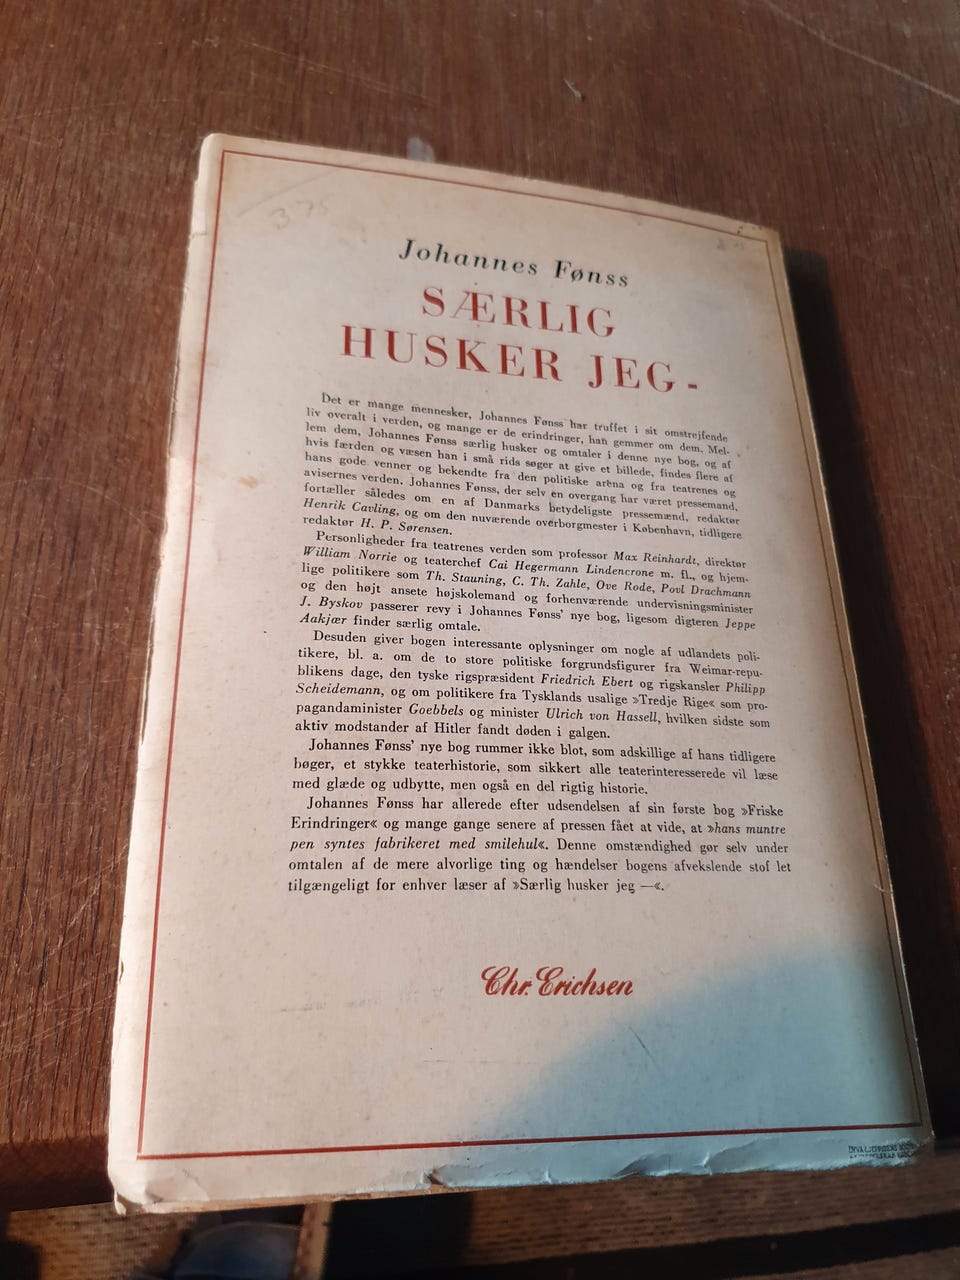 375
Johannes Fønss
SÆRLIG
HUSKER JEG -
Det er mange mennesker, Johannes Fønss har truffet i sit omstrejfende
liv overalt i verden, og mange er de erindringer, han gemmer om dem. Mel-
lem dem, Johannes Fønss særlig husker og omtaler i denne nye bog, og af
hvis færden og væsen han i små rids søger at give et billede, findes flere af
hans gode venner og bekendte fra den politiske arena og fra teatrenes og
avisernes verden. Johannes Fønss, der selv en overgang har været pressemand,
fortæller således om en af Danmarks betydeligste pressemænd, redaktør
Henrik Cavling, og om den nuværende overborgmester i København, tidligere
redaktør H. P. Sørensen.
Personligheder fra teatrenes verden som professor Max Reinhardt, direktør
William Norrie og teaterchef Cai Hegermann Lindencrone m. fl., og hjem-
lige politikere som Th. Stauning, C. Th. Zahle, Ove Rode, Povl Drachmann
og den højt ansete højskolemand og forhenværende undervisningsminister
J. Byskov passerer revy i Johannes Fønss' nye bog, ligesom digteren Jeppe
Aakjær finder særlig omtale.
Desuden giver bogen interessante oplysninger om nogle af udlandets poli-
tikere, bl. a. om de to store politiske forgrundsfigurer fra Weimar-repu-
blikens dage, den tyske rigspræsident Friedrich Ebert og rigskansler Philipp
Scheidemann, og om politikere fra Tysklands usalige »Tredje Rige« som pro-
pagandaminister Goebbels og minister Ulrich von Hassell, hvilken sidste som
aktiv modstander af Hitler fandt døden i galgen.
Johannes Fønss' nye bog rummer ikke blot, som adskillige af hans tidligere
bøger, et stykke teaterhistorie, som sikkert alle teaterinteresserede vil læse
med glæde og udbytte, men også en del rigtig historie.
Johannes Fønss har allerede efter udsendelsen af sin første bog »Friske
Erindringer« og mange gange senere af pressen fået at vide, at »hans muntre
pen syntes fabrikeret med smilehul«. Denne omstændighed gør selv under
omtalen af de mere alvorlige ting og hændelser bogens afvekslende stof let
tilgængeligt for enhver læser af »Særlig husker jeg —«.
Chr. Erichsen